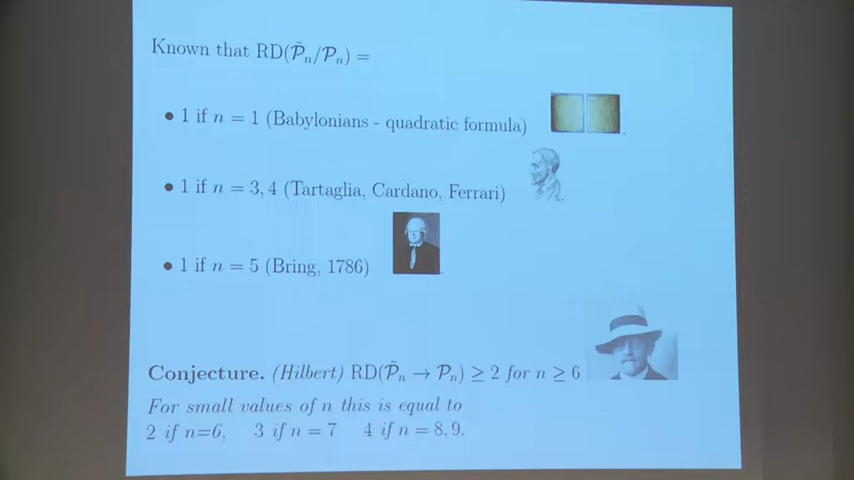 Known that RD(𝒫̃ₙ/𝒫ₙ) =
• 1 if n = 1 (Babylonians - quadratic formula)
• 1 if n = 3, 4 (Tartaglia, Cardano, Ferrari)
• 1 if n = 5 (Bring, 1786)
Conjecture. (Hilbert) RD(𝒫̃ₙ → 𝒫ₙ) ≥ 2 for n ≥ 6
For small values of n this is equal to
2 if n=6, 3 if n = 7 4 if n = 8, 9.